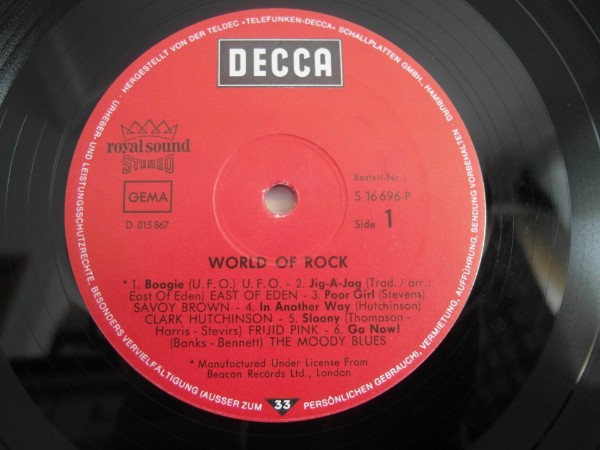 · HERGESTELLT VON DER TELDEC »TELEFUNKEN-DECCA« SCHALLPLATTEN GMBH., HAMBURG
· URHEBER- UND LEISTUNGSSCHUTZRECHTE, BESONDERS VERVIELFÄLTIGUNG (AUSSER ZUM PERSÖNLICHEN GEBRAUCH), VERMIETUNG, AUFFÜHRUNG, SENDUNG VORBEHALTEN
DECCA
royal sound
STEREO
GEMA
D 015 867
Bestell-Nr.:
S 16 696-P
Side 1
WORLD OF ROCK
* 1. Boogie (U.F.O.) U.F.O. - 2. Jig-A-Jag (Trad./arr.:
East Of Eden) EAST OF EDEN - 3. Poor Girl (Stevens)
SAVOY BROWN - 4. In Another Way (Hutchinson)
CLARK HUTCHINSON - 5. Sloony (Thompson-
Harris - Stevirs) FRIJID PINK - 6. Go Now!
(Banks - Bennett) THE MOODY BLUES
* Manufactured Under License From
Beacon Records Ltd., London
33